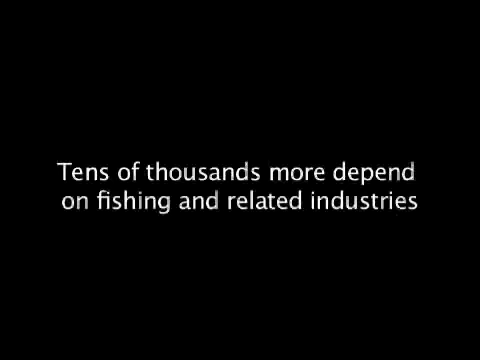 Tens of thousands more depend
on fishing and related industries